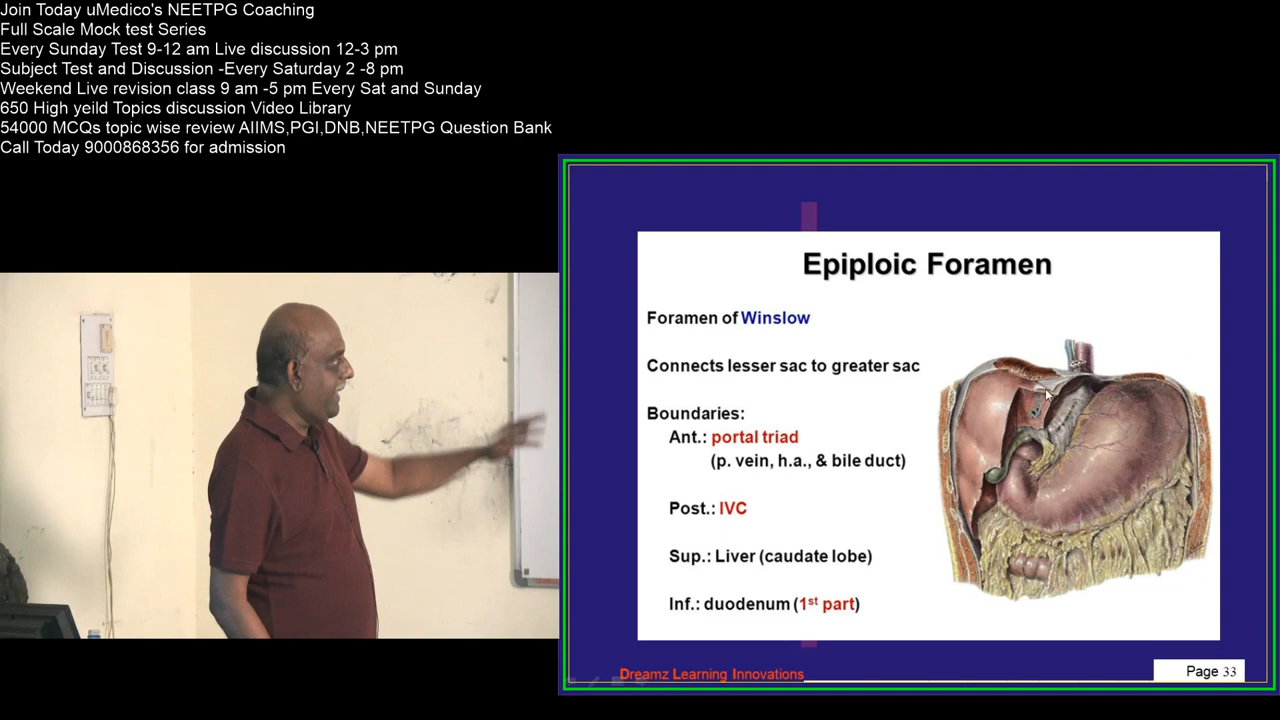 Join Today uMedico's NEETPG Coaching
Full Scale Mock test Series
Every Sunday Test 9-12 am Live discussion 12-3 pm
Subject Test and Discussion -Every Saturday 2 -8 pm
Weekend Live revision class 9 am -5 pm Every Sat and Sunday
650 High yeild Topics discussion Video Library
54000 MCQs topic wise review AIIMS,PGI,DNB,NEETPG Question Bank
Call Today 9000868356 for admission
Epiploic Foramen
Foramen of Winslow
Connects lesser sac to greater sac
Boundaries:
Ant.: portal triad
(p. vein, h.a., & bile duct)
Post.: IVC
Sup.: Liver (caudate lobe)
Inf.: duodenum (1st part)
Dreamz Learning Innovations
Page 33